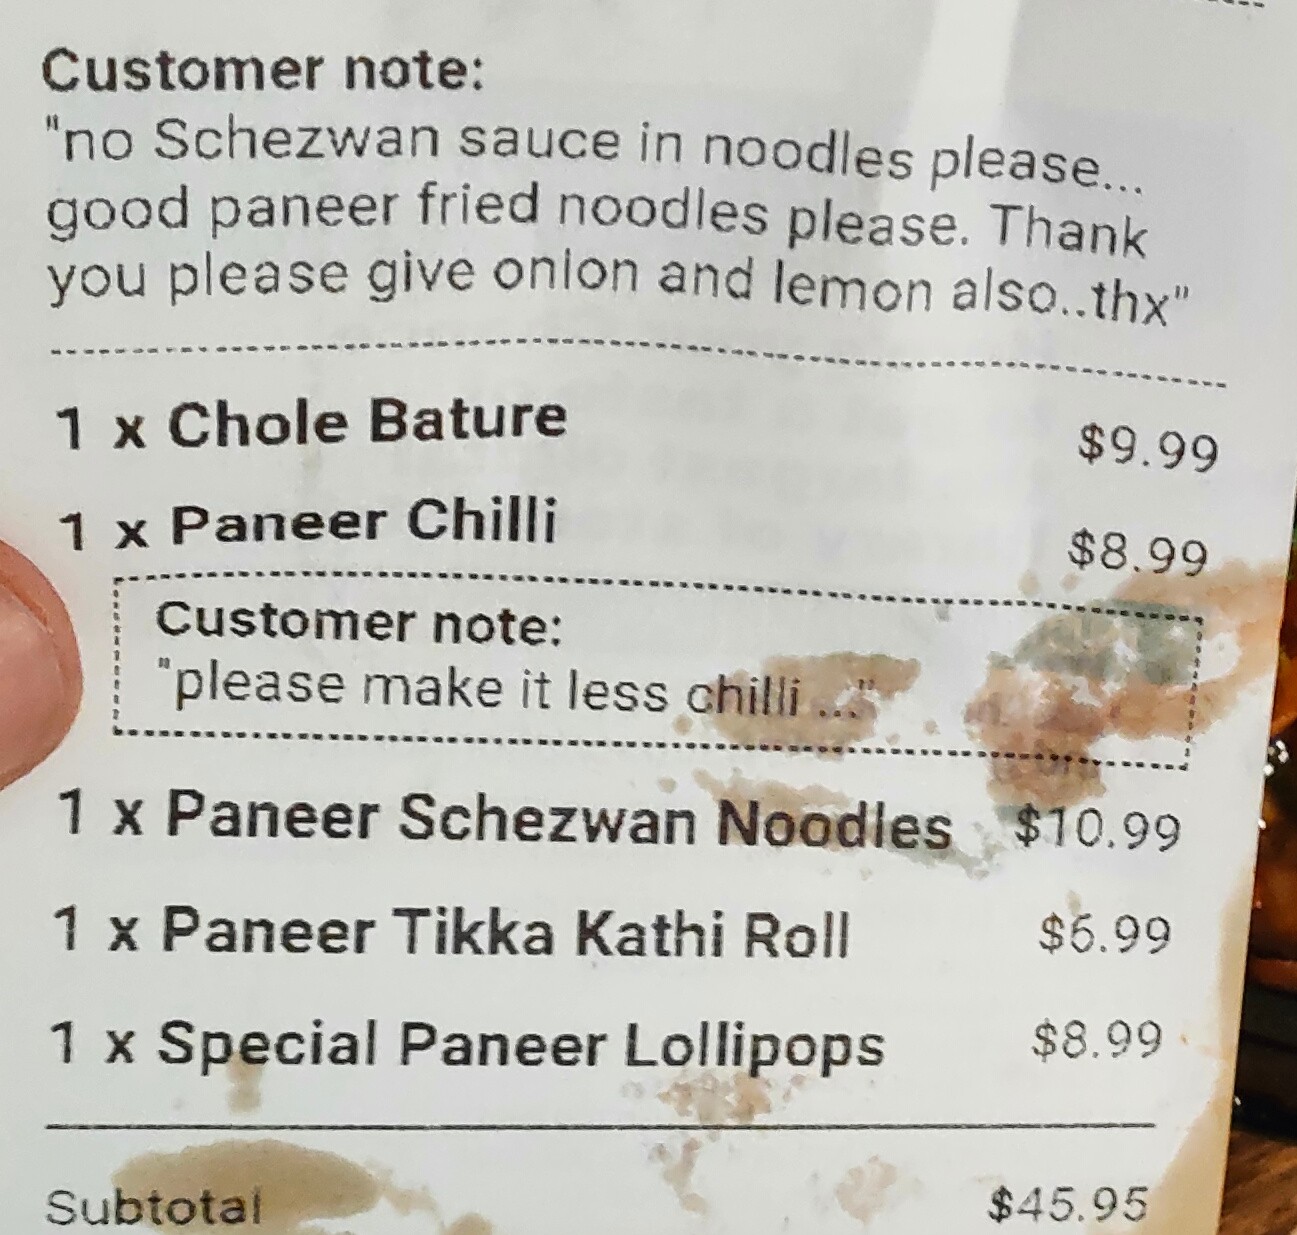 Customer note:
"no Schezwan sauce in noodles please...
good paneer fried noodles please. Thank
you please give onion and lemon also..thx"
1 x Chole Bature $9.99
1 x Paneer Chilli $8.99
Customer note:
"please make it less chilli ..."
1 x Paneer Schezwan Noodles $10.99
1 x Paneer Tikka Kathi Roll $6.99
1 x Special Paneer Lollipops $8.99
Subtotal $45.95